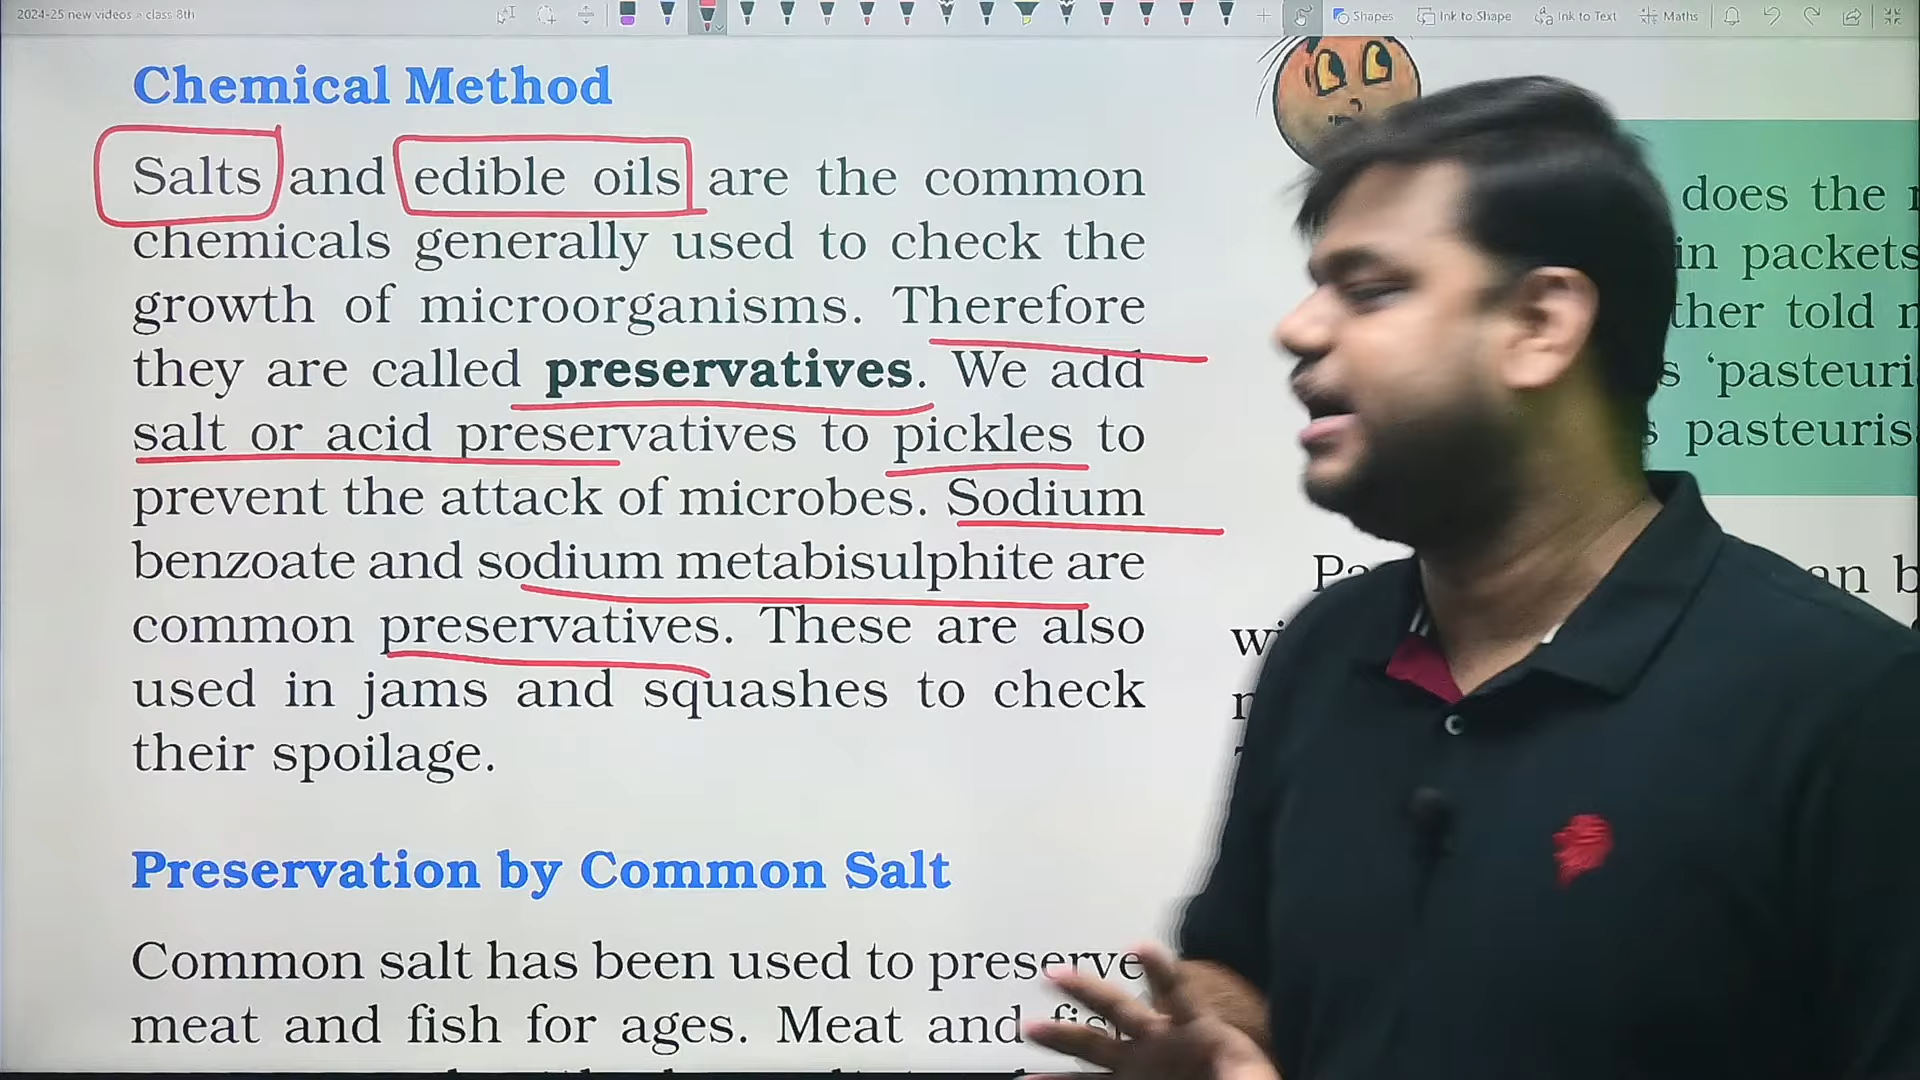 2024-25 new videos » class 8th
Shapes
Ink to Shape
Ink to Text
Maths
Chemical Method
Salts and edible oils are the common
chemicals generally used to check the
growth of microorganisms. Therefore
they are called preservatives. We add
salt or acid preservatives to pickles to
prevent the attack of microbes. Sodium
benzoate and sodium metabisulphite are
common preservatives. These are also
used in jams and squashes to check
their spoilage.
Preservation by Common Salt
Common salt has been used to preserve
meat and fish for ages. Meat and
does the
in packets
told
pasteuris